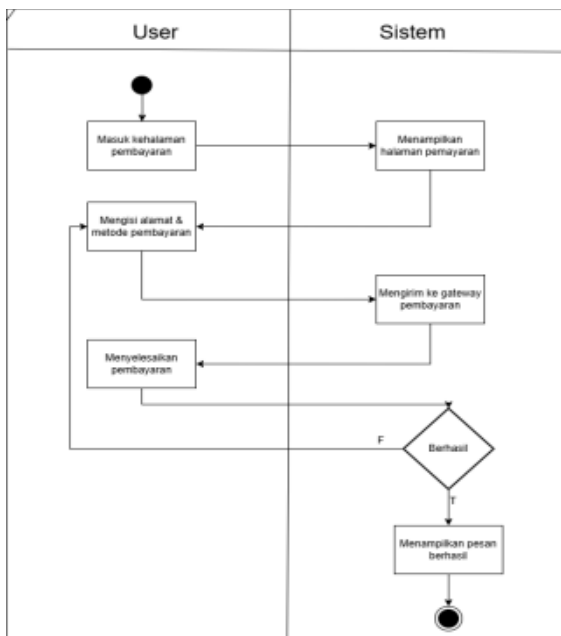 User
Sistem
Masuk kehalaman
pembayaran
Menampilkan
halaman pemayaran
Mengisi alamat &
metode pembayaran
Mengirim ke gateway
pembayaran
Menyelesaikan
pembayaran
F
Berhasil
T
Menampilkan pesan
berhasil